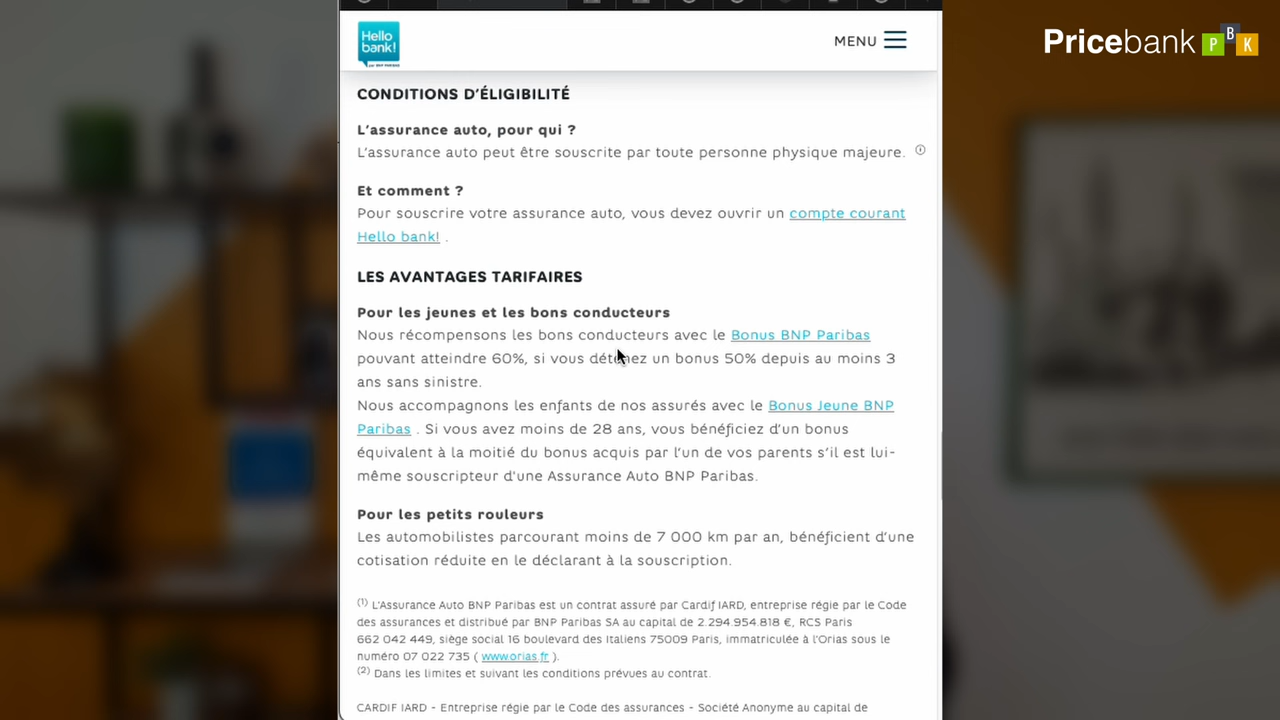 Hello
bank!
par BNP PARIBAS
MENU
Pricebank P B K
CONDITIONS D'ÉLIGIBILITÉ
L'assurance auto, pour qui ?
L'assurance auto peut être souscrite par toute personne physique majeure.
Et comment ?
Pour souscrire votre assurance auto, vous devez ouvrir un compte courant
Hello bank! .
LES AVANTAGES TARIFAIRES
Pour les jeunes et les bons conducteurs
Nous récompensons les bons conducteurs avec le Bonus BNP Paribas
pouvant atteindre 60%, si vous détenez un bonus 50% depuis au moins 3
ans sans sinistre.
Nous accompagnons les enfants de nos assurés avec le Bonus Jeune BNP
Paribas . Si vous avez moins de 28 ans, vous bénéficiez d'un bonus
équivalent à la moitié du bonus acquis par l'un de vos parents s'il est lui-
même souscripteur d'une Assurance Auto BNP Paribas.
Pour les petits rouleurs
Les automobilistes parcourant moins de 7 000 km par an, bénéficient d'une
cotisation réduite en le déclarant à la souscription.
(1) L'Assurance Auto BNP Paribas est un contrat assuré par Cardif IARD, entreprise régie par le Code
des assurances et distribué par BNP Paribas SA au capital de 2.294.954.818 €, RCS Paris
662 042 449, siège social 16 boulevard des Italiens 75009 Paris, immatriculée à l'Orias sous le
numéro 07 022 735 ( www.orias.fr ).
(2) Dans les limites et suivant les conditions prévues au contrat.
CARDIF IARD - Entreprise régie par le Code des assurances - Société Anonyme au capital de